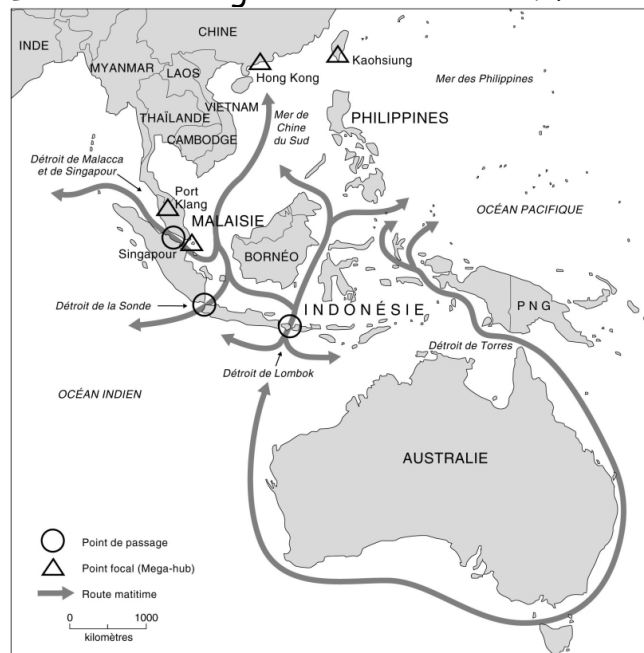 CHINE
INDE
MYANMAR
LAOS
Hong Kong
Kaohsiung
Mer des Philippines
VIETNAM
THAÏLANDE
Mer de
Chine
du Sud
PHILIPPINES
CAMBODGE
Détroit de Malacca
et de Singapour
Port
Klang
MALAISIE
OCÉAN PACIFIQUE
Singapour
BORNÉO
Détroit de la Sonde
INDONÉSIE
PNG
Détroit de Torres
Détroit de Lombok
OCÉAN INDIEN
AUSTRALIE
Point de passage
Point focal (Mega-hub)
Route matitime
0 1000
kilomètres